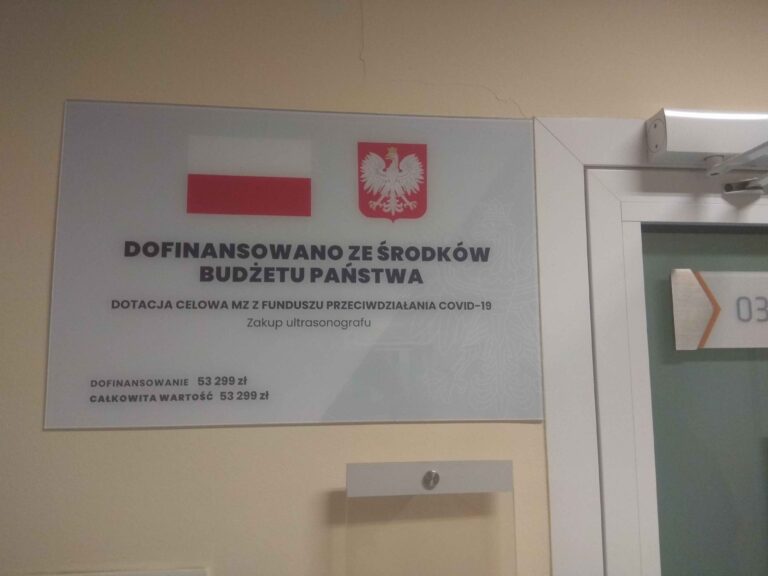 DOFINANSOWANO ZE ŚRODKÓW
BUDŻETU PAŃSTWA
DOTACJA CELOWA MZ Z FUNDUSZU PRZECIWDZIAŁANIA COVID-19
Zakup ultrasonografu
DOFINANSOWANIE 53 299 zł
CAŁKOWITA WARTOŚĆ 53 299 zł
03